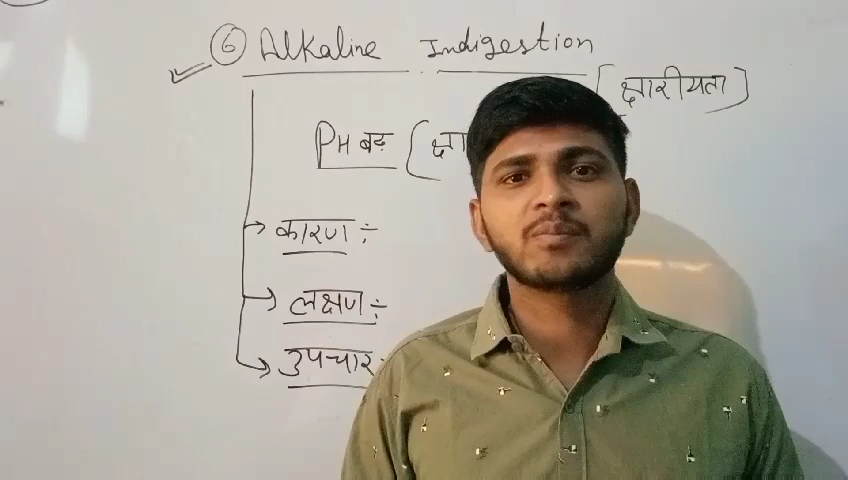 6 Alkaline Indigestion
[क्षारीयता]
PH बढ़ (क्षा
कारण ÷
लक्षण ÷
उपचार: